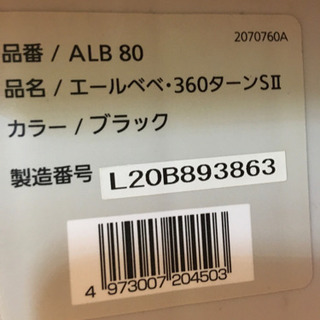 2070760A
品番 / ALB 80
品名 / エールベベ・360ターンSⅡ
カラー / ブラック
製造番号 L20B893863
4 973007 204503